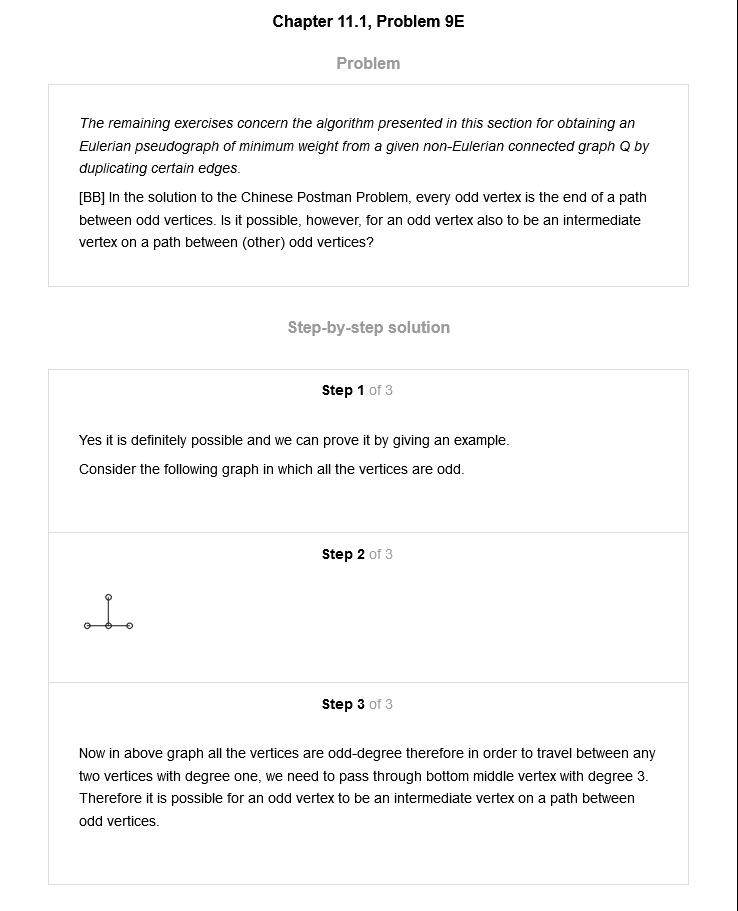 Chapter 11.1, Problem 9E
Problem
The remaining exercises concern the algorithm presented in this section for obtaining an
Eulerian pseudograph of minimum weight from a given non-Eulerian connected graph Q by
duplicating certain edges.
[BB] In the solution to the Chinese Postman Problem, every odd vertex is the end of a path
between odd vertices. Is it possible, however, for an odd vertex also to be an intermediate
vertex on a path between (other) odd vertices?
Step-by-step solution
Step 1 of 3
Yes it is definitely possible and we can prove it by giving an example.
Consider the following graph in which all the vertices are odd.
Step 2 of 3
Step 3 of 3
Now in above graph all the vertices are odd-degree therefore in order to travel between any
two vertices with degree one, we need to pass through bottom middle vertex with degree 3.
Therefore it is possible for an odd vertex to be an intermediate vertex on a path between
odd vertices.